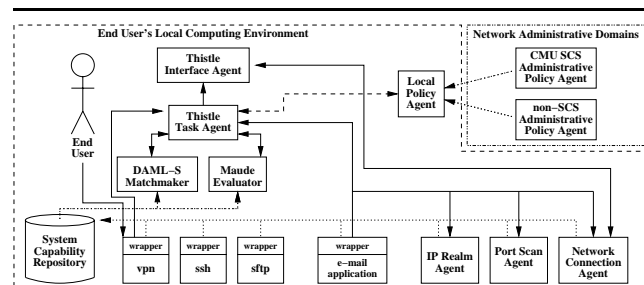 End User's Local Computing Environment
Network Administrative Domains
Thistle
Interface Agent
CMU SCS
Administrative
Policy Agent
Local
Policy
Agent
non-SCS
Administrative
Policy Agent
Thistle
Task Agent
End
User
DAML-S
Matchmaker
Maude
Evaluator
System
Capability
Repository
wrapper
vpn
wrapper
ssh
wrapper
sftp
wrapper
e-mail
application
IP Realm
Agent
Port Scan
Agent
Network
Connection
Agent